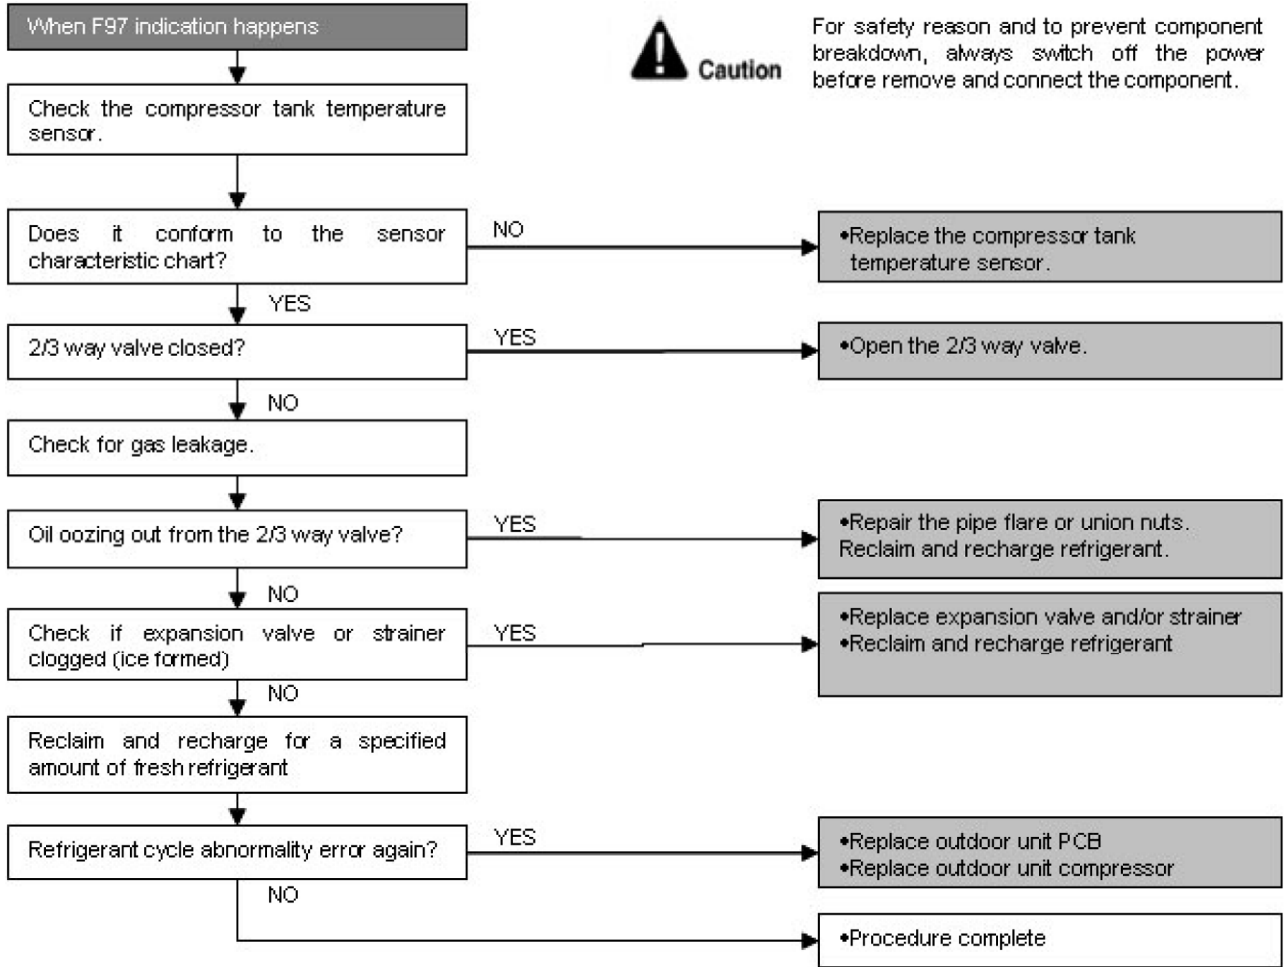 When F97 indication happens
Caution
For safety reason and to prevent component
breakdown, always switch off the power
before remove and connect the component.
Check the compressor tank temperature
sensor.
Does it conform to the sensor
characteristic chart?
NO
•Replace the compressor tank
temperature sensor.
YES
2/3 way valve closed?
YES
•Open the 2/3 way valve.
NO
Check for gas leakage.
Oil oozing out from the 2/3 way valve?
YES
•Repair the pipe flare or union nuts.
Reclaim and recharge refrigerant.
NO
Check if expansion valve or strainer
clogged (ice formed)
YES
•Replace expansion valve and/or strainer
•Reclaim and recharge refrigerant
NO
Reclaim and recharge for a specified
amount of fresh refrigerant
Refrigerant cycle abnormality error again?
YES
•Replace outdoor unit PCB
•Replace outdoor unit compressor
NO
•Procedure complete